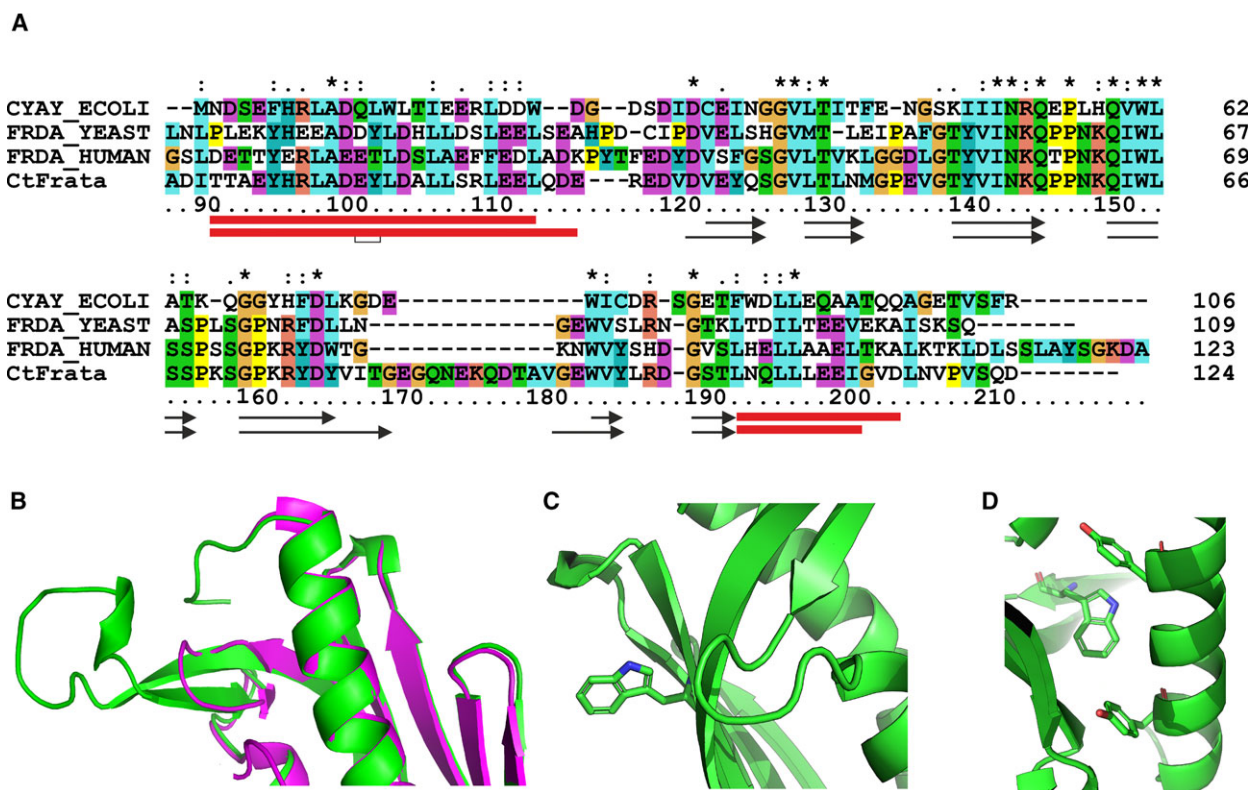 A
: :: *:: : ::: * ** * : ** * * :* **
CYAY_ECOLI --MNDSEFHRLADQLWLTIEERLDDW--DG--DSDIDCEINGGVLTITFE-NGSKIIINRQEPLHQVWL 62
FRDA_YEAST LNLPLEKYHEEADDYLDHLLDSLEELSEAHPD-CIPDVELSHGVMT-LEIPAFGTYVINKQPPNKQIWL 67
FRDA_HUMAN GSLDETTYERLAEETLDSLAEFFEDLADKPYTFEDYDVSFGSGVLTVKLGGDLGTYVINKQTPNKQIWL 69
CtFrata ADITTAEYHRLADEYLDALLSRLEELQDE---REDVDVEYQSGVLTLNMGPEVGTYVINKQPPNKQIWL 66
..90.......100.......110.......120.......130.......140.......150..
:: * :: * *: : * : :: *
CYAY_ECOLI ATK-QGGYHFDLKGDE-------------WICDR-SGETFWDLLEQAATQQAGETVSFR--------- 106
FRDA_YEAST ASPLSGPNRFDLLN-------------GEWVSLRN-GTKLTDILTEEVEKAISKSQ------- 109
FRDA_HUMAN SSPSSGPKRYDWTG-------------KNWVYSHD-GVSLHELLAAELTKALKTKLDLSSLAYSGKDA 123
CtFrata SSPKSGPKRYDYVITGEGQNEKQDTAVGEWVYLRD-GSTLNQLLLEEIGVDLNVPVSQD------- 124
.....160.......170.......180.......190.......200.......210.........
B
C
D